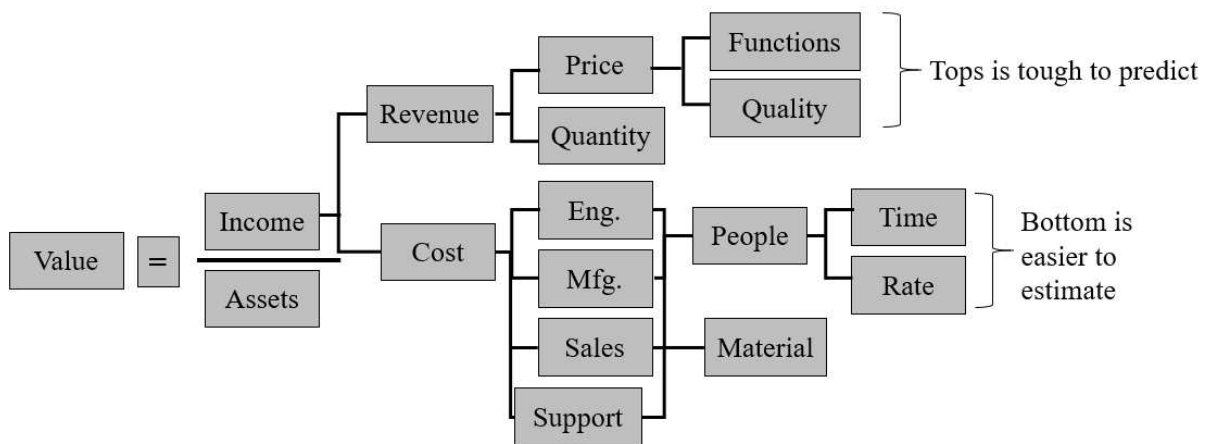 Functions
Price
Tops is tough to predict
Revenue
Quality
Quantity
Income
Eng.
Time
Value
=
Cost
People
Bottom is
easier to
estimate
Assets
Mfg.
Rate
Sales
Material
Support